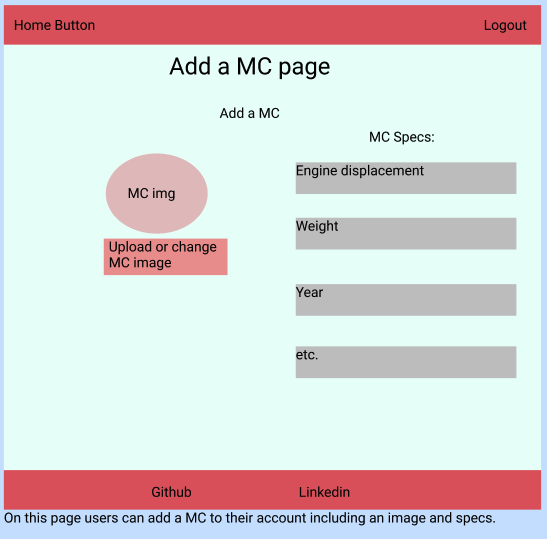 Home Button
Logout
Add a MC page
Add a MC
MC Specs:
MC img
Upload or change
MC image
Engine displacement
Weight
Year
etc.
Github
Linkedin
On this page users can add a MC to their account including an image and specs.